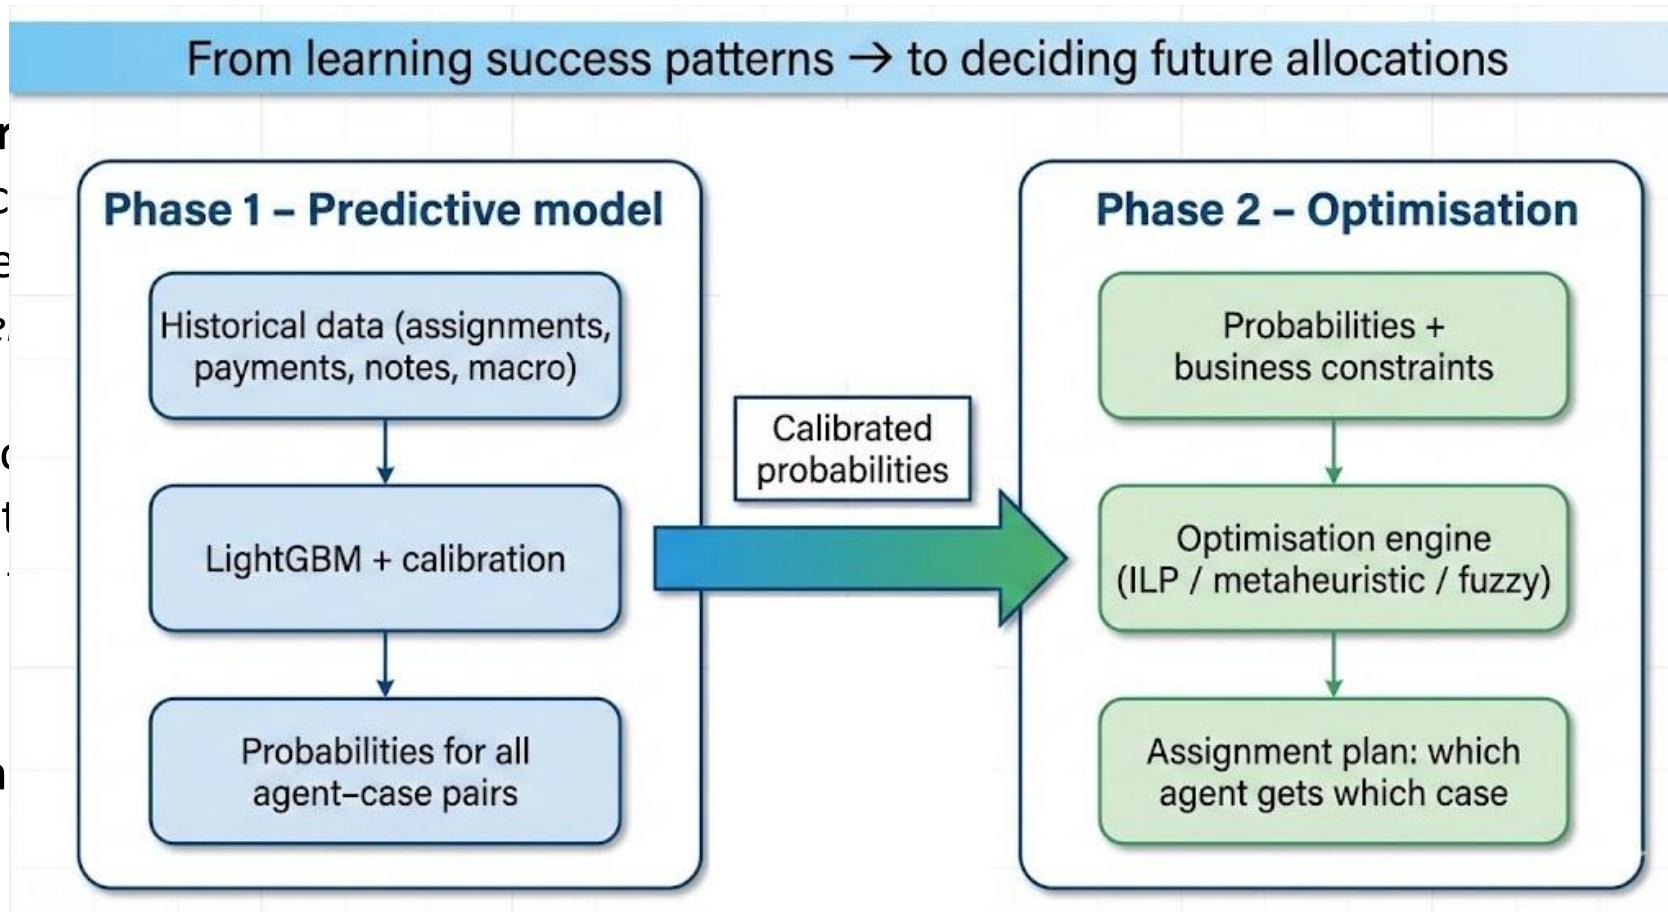 From learning success patterns → to deciding future allocations
Phase 1 – Predictive model
Historical data (assignments,
payments, notes, macro)
LightGBM + calibration
Probabilities for all
agent–case pairs
Calibrated
probabilities
Phase 2 – Optimisation
Probabilities +
business constraints
Optimisation engine
(ILP / metaheuristic / fuzzy)
Assignment plan: which
agent gets which case